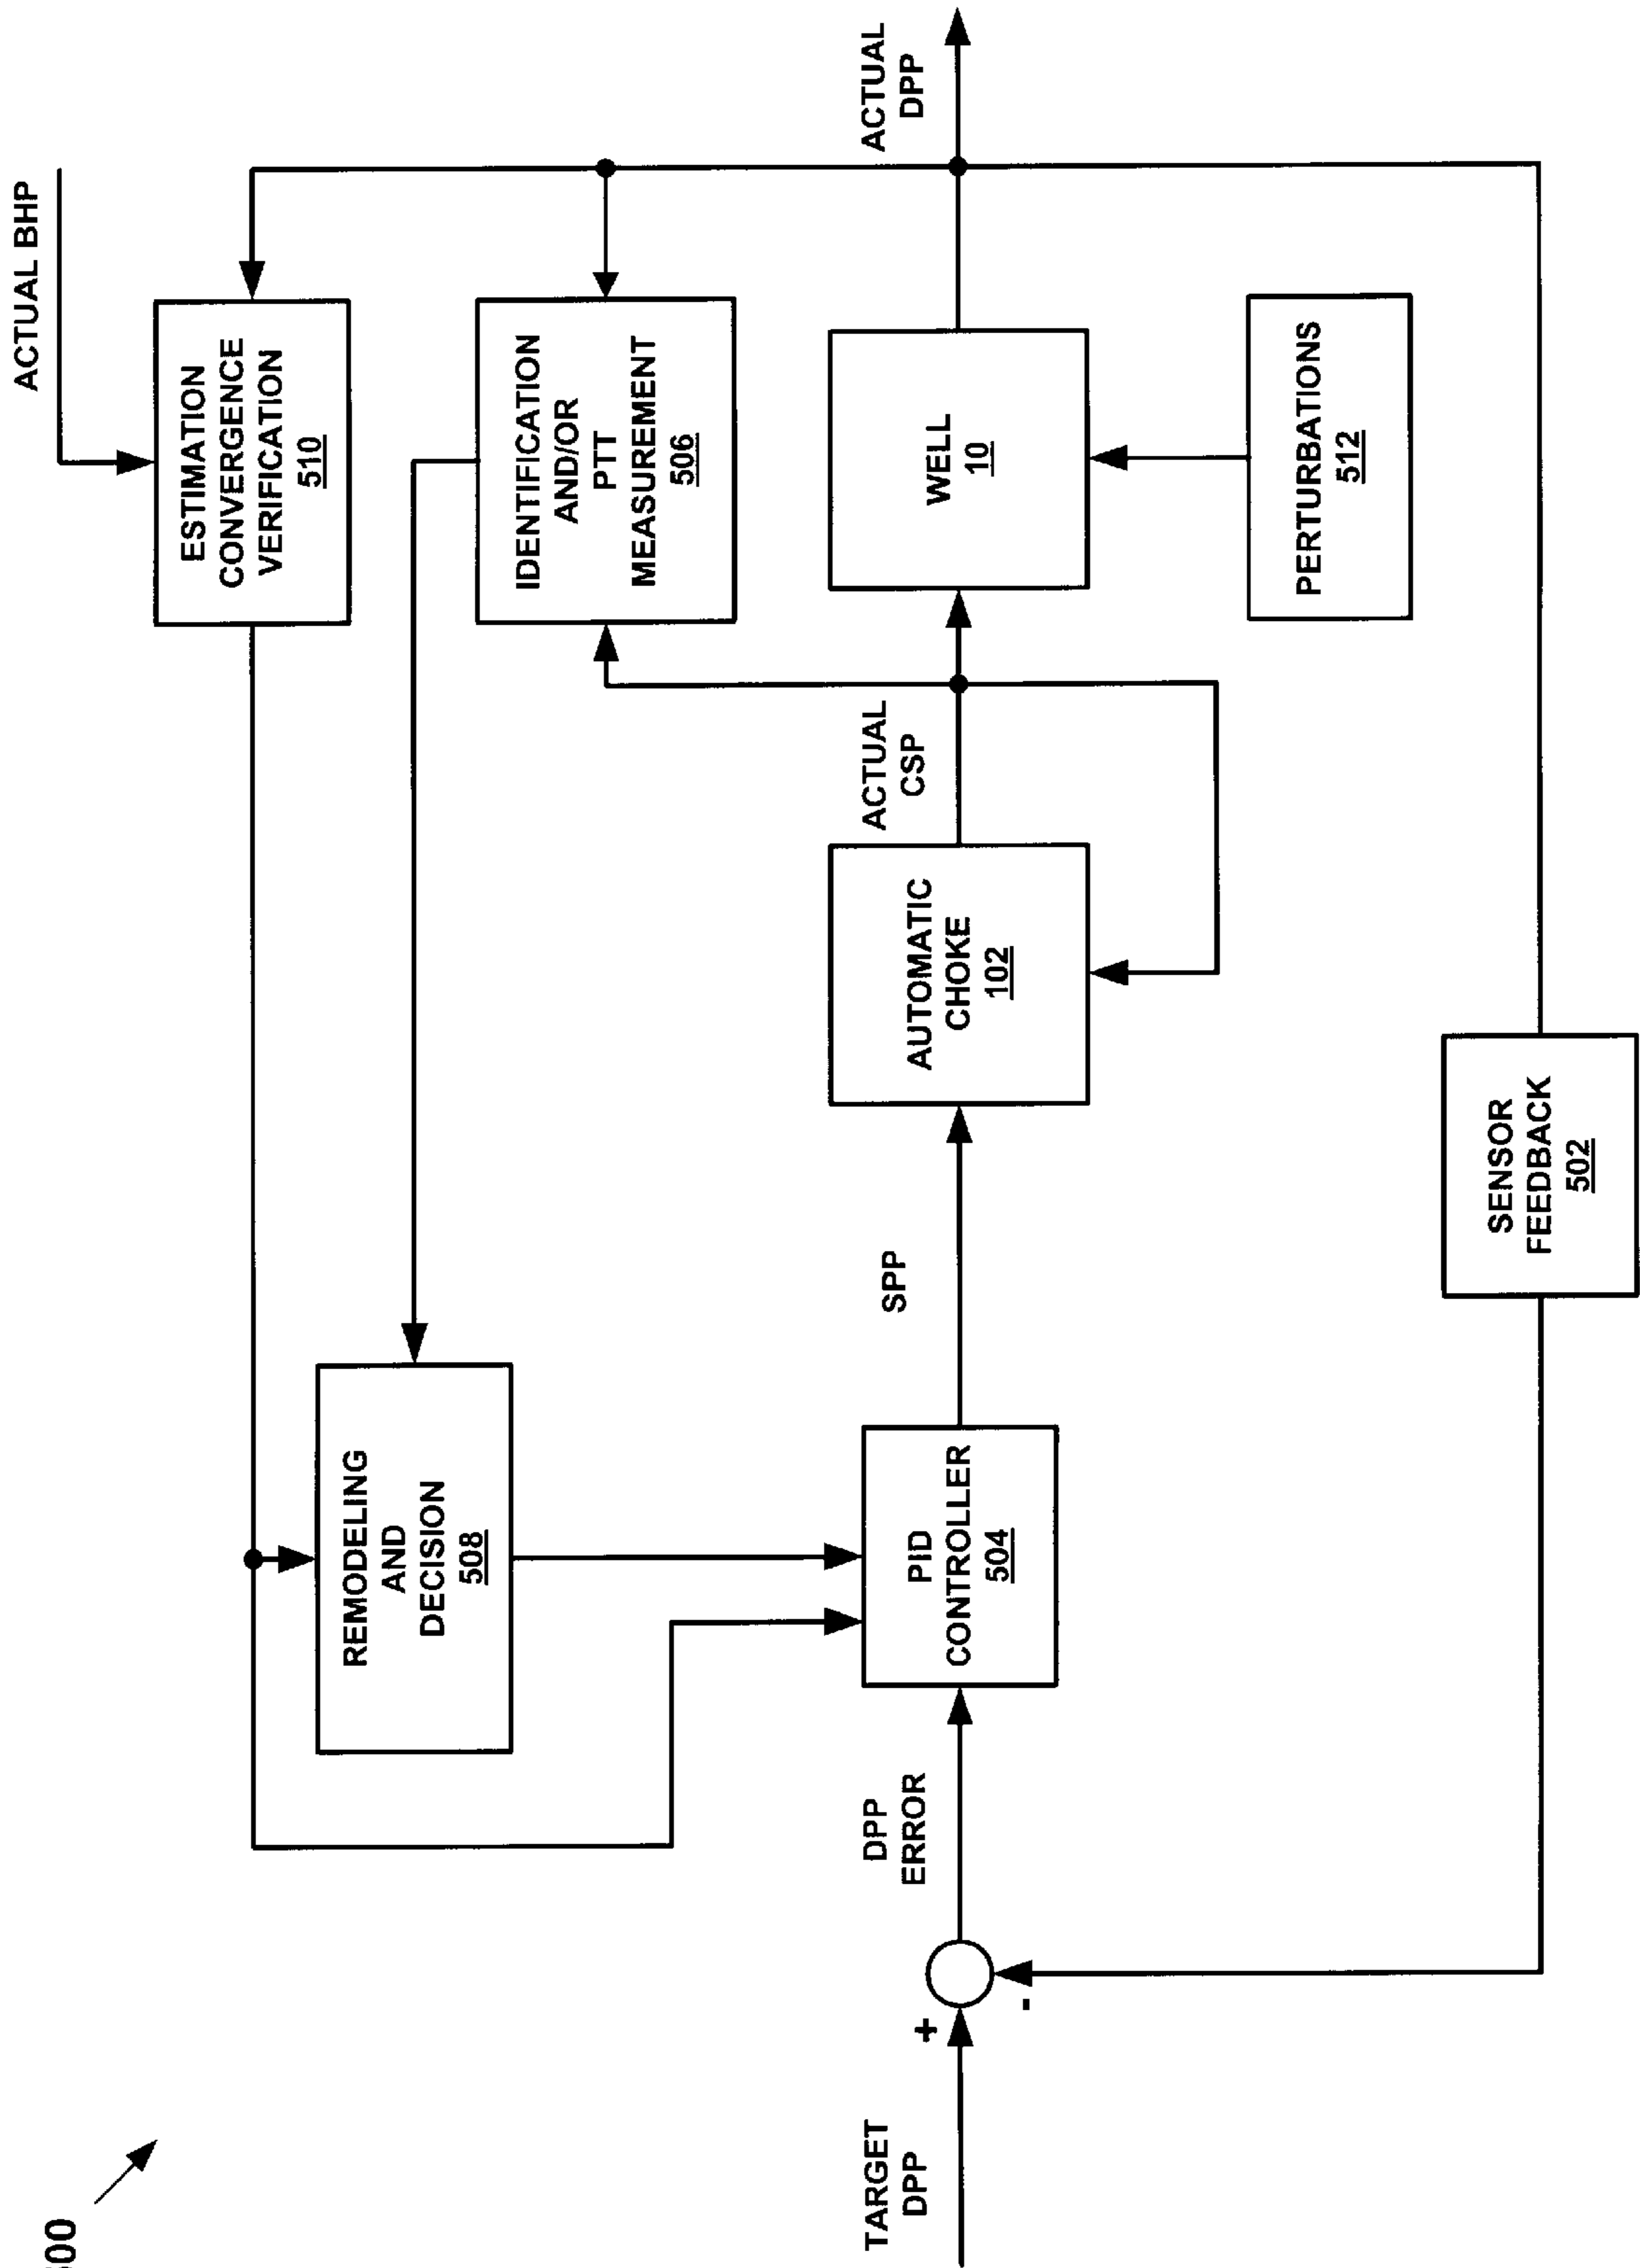 ACTUAL BHP
ESTIMATION
CONVERGENCE
VERIFICATION
510
REMODELING
AND
DECISION
508
IDENTIFICATION
AND/OR
PTT
MEASUREMENT
506
TARGET
DPP
+
-
DPP
ERROR
PID
CONTROLLER
504
SPP
AUTOMATIC
CHOKE
102
ACTUAL
CSP
WELL
10
ACTUAL
DPP
PERTURBATIONS
512
SENSOR
FEEDBACK
502